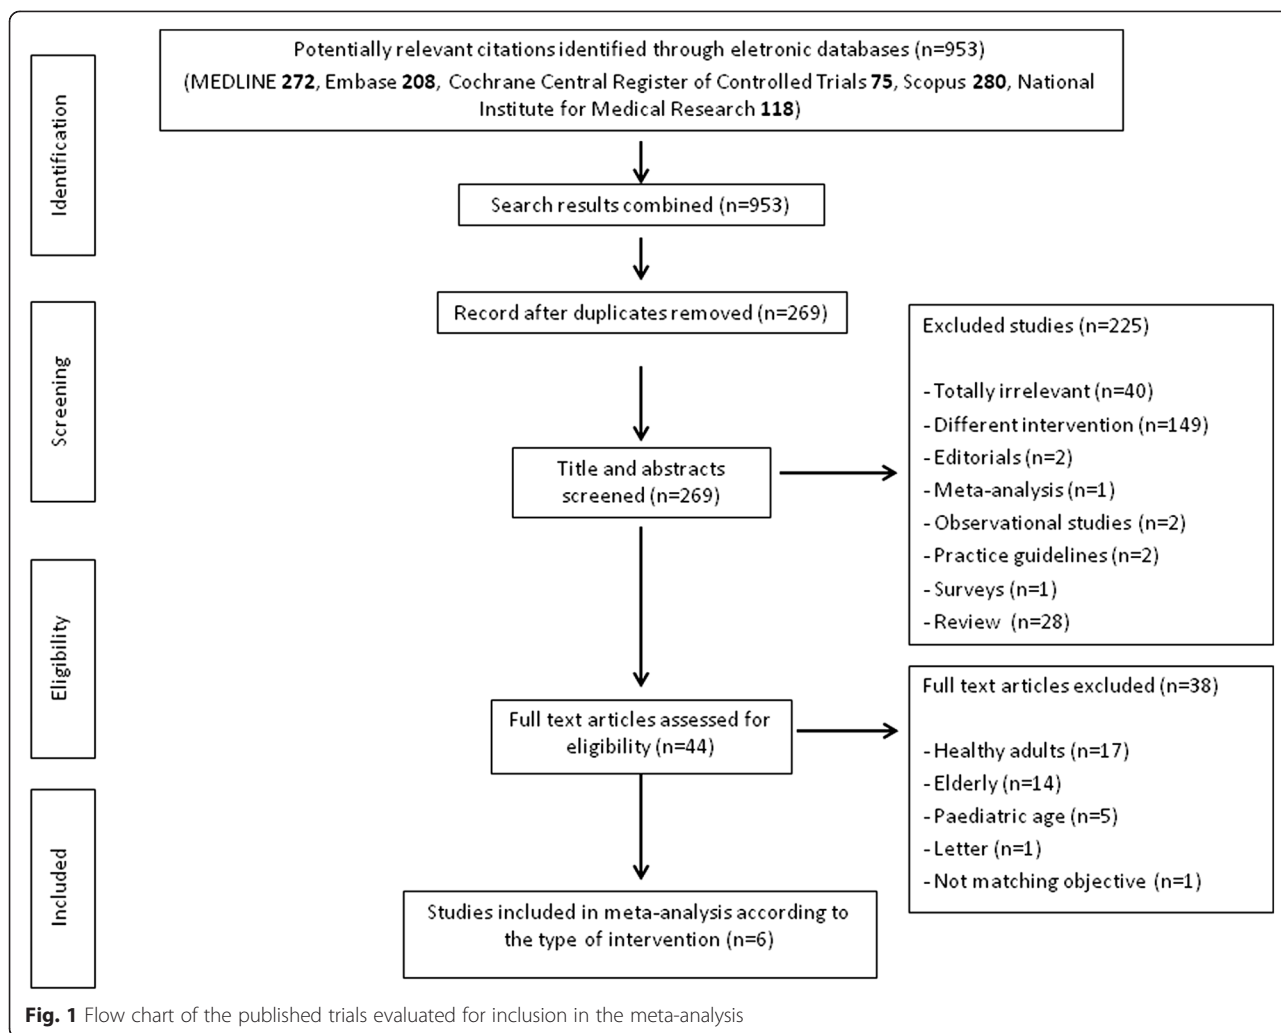 Identification
Potentially relevant citations identified through eletronic databases (n=953)
(MEDLINE 272, Embase 208, Cochrane Central Register of Controlled Trials 75, Scopus 280, National
Institute for Medical Research 118)
Search results combined (n=953)
Screening
Record after duplicates removed (n=269)
Title and abstracts
screened (n=269)
Excluded studies (n=225)
- Totally irrelevant (n=40)
- Different intervention (n=149)
- Editorials (n=2)
- Meta-analysis (n=1)
- Observational studies (n=2)
- Practice guidelines (n=2)
- Surveys (n=1)
- Review (n=28)
Eligibility
Full text articles assessed for
eligibility (n=44)
Full text articles excluded (n=38)
- Healthy adults (n=17)
- Elderly (n=14)
- Paediatric age (n=5)
- Letter (n=1)
- Not matching objective (n=1)
Included
Studies included in meta-analysis according to
the type of intervention (n=6)
Fig. 1 Flow chart of the published trials evaluated for inclusion in the meta-analysis